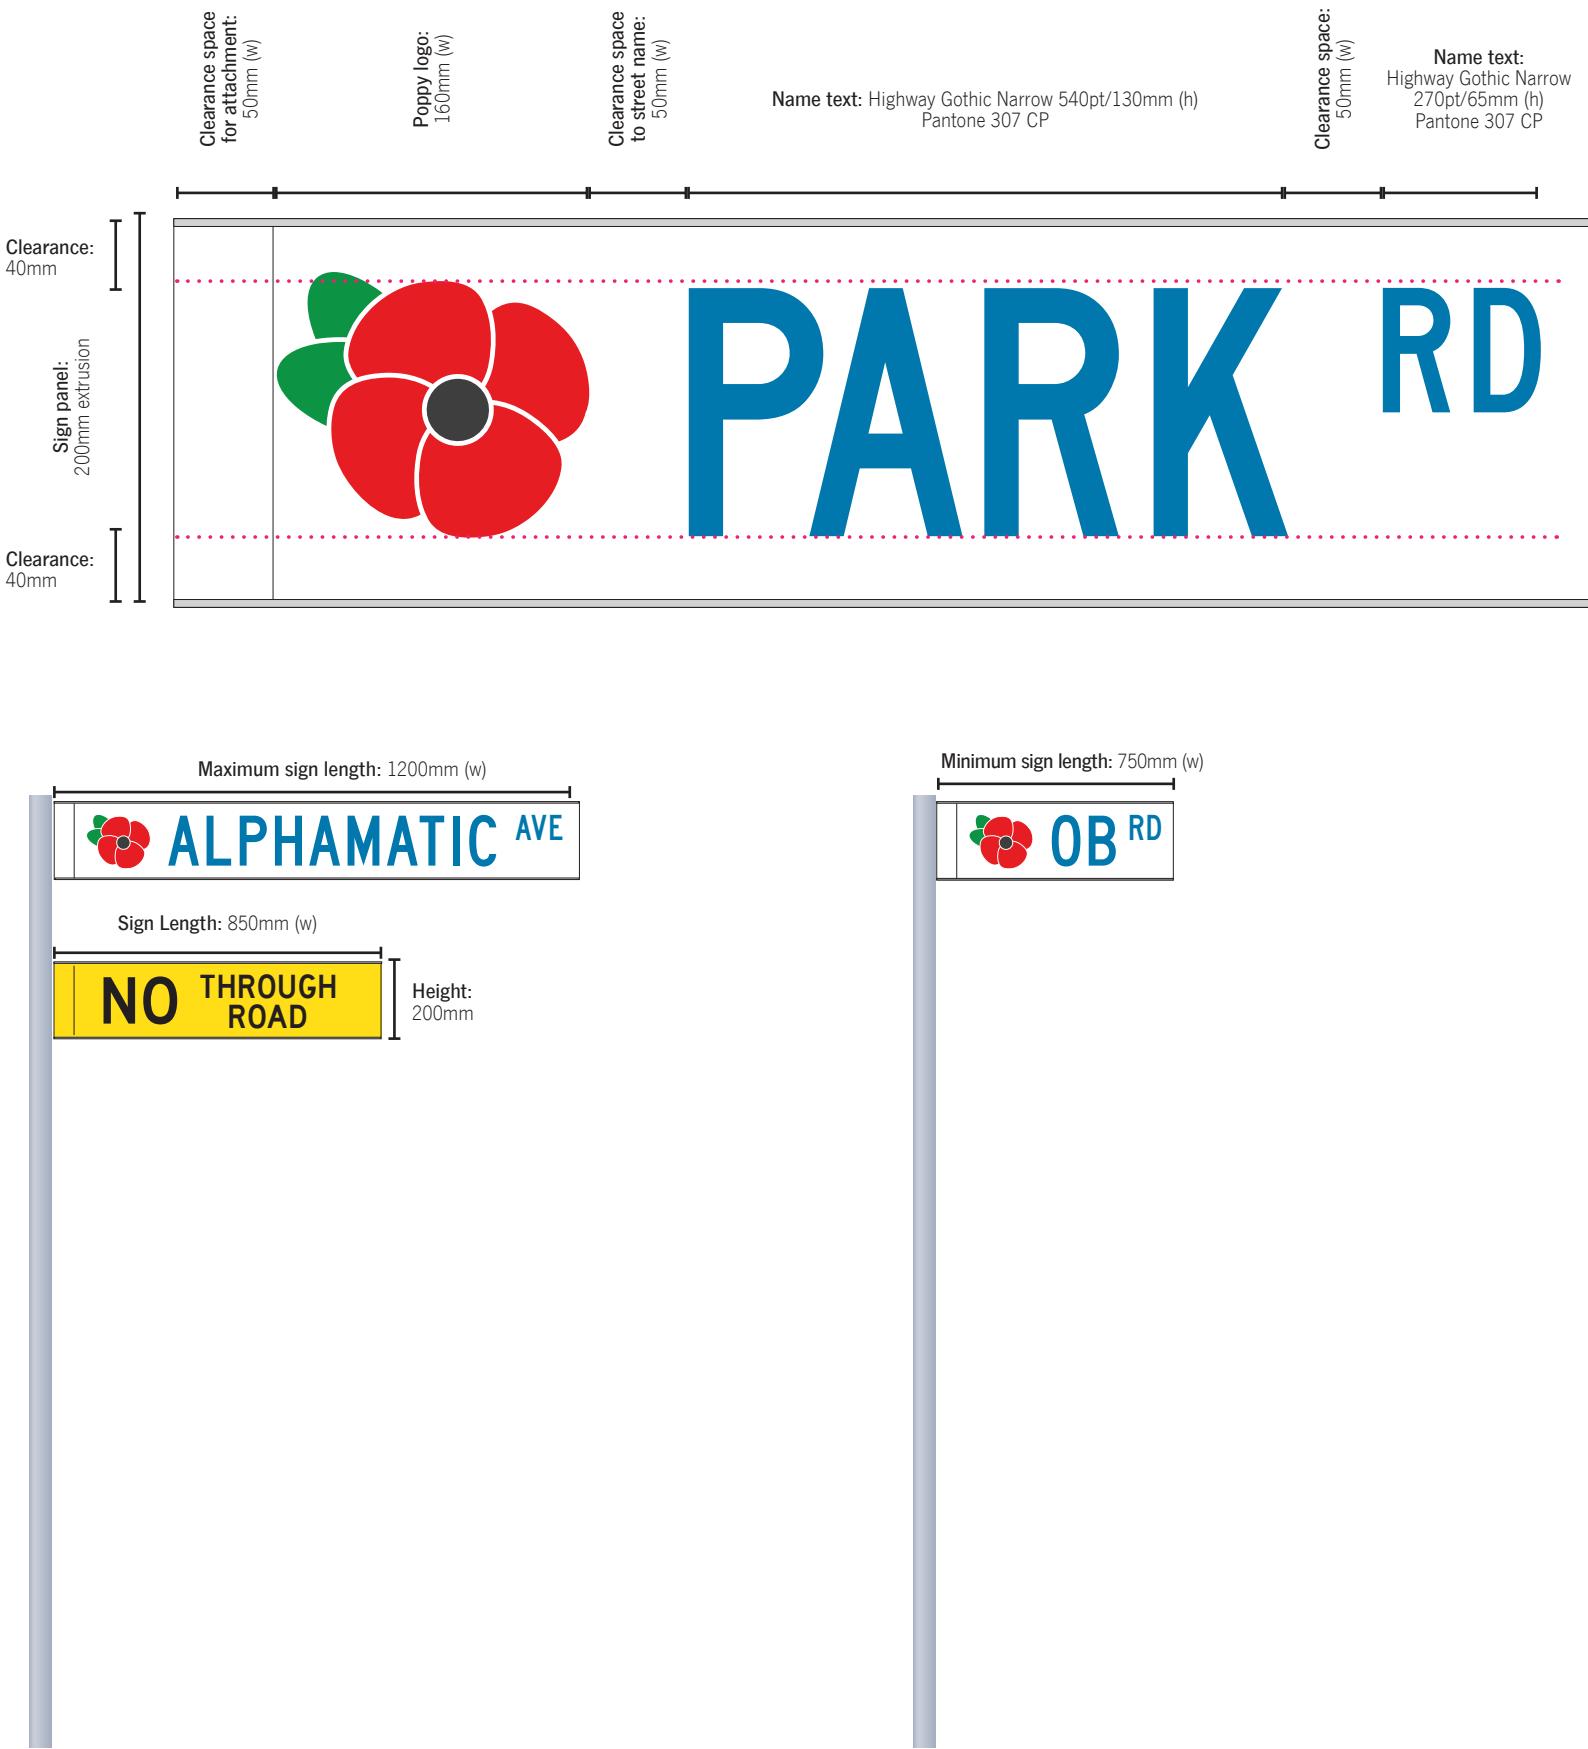 Clearance space
for attachment:
50mm (w)
Poppy logo:
160mm (w)
Clearance space
to street name:
50mm (w)
Name text: Highway Gothic Narrow 540pt/130mm (h)
Pantone 307 CP
Clearance space:
50mm (w)
Name text:
Highway Gothic Narrow
270pt/65mm (h)
Pantone 307 CP
Clearance:
40mm
Sign panel:
200mm extrusion
Clearance:
40mm
PARK RD
Maximum sign length: 1200mm (w)
ALPHAMATIC AVE
Sign Length: 850mm (w)
NO THROUGH
ROAD
Height:
200mm
Minimum sign length: 750mm (w)
OB RD